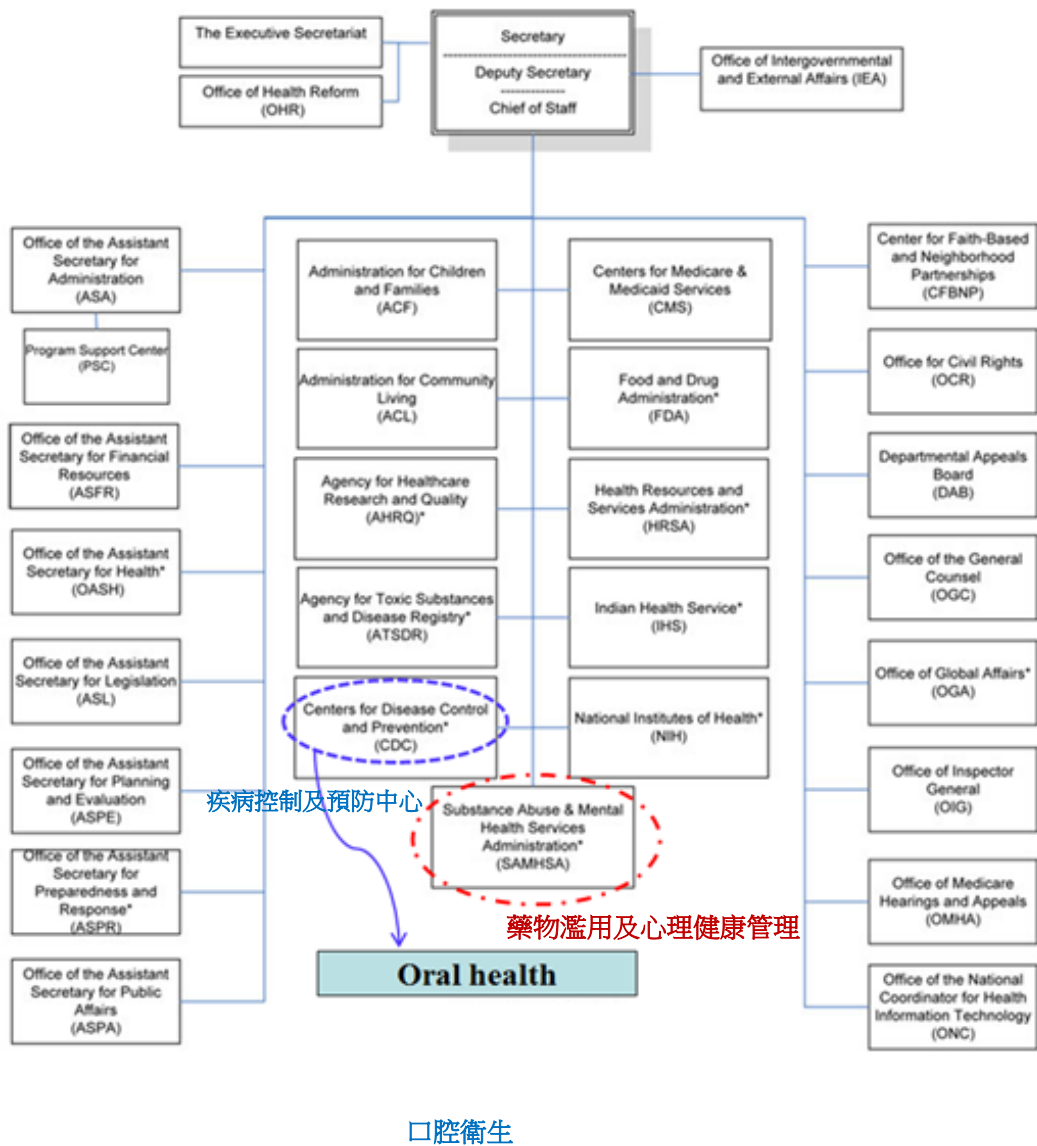 The Executive Secretariat
Office of Health Reform
(OHR)
Secretary
Deputy Secretary
Chief of Staff
Office of Intergovernmental
and External Affairs (IEA)
Office of the Assistant
Secretary for
Administration
(ASA)
Program Support Center
(PSC)
Office of the Assistant
Secretary for Financial
Resources
(ASFR)
Office of the Assistant
Secretary for Health*
(OASH)
Office of the Assistant
Secretary for Legislation
(ASL)
Office of the Assistant
Secretary for Planning
and Evaluation
(ASPE)
Office of the Assistant
Secretary for
Preparedness and
Response*
(ASPR)
Office of the Assistant
Secretary for Public
Affairs
(ASPA)
Administration for Children
and Families
(ACF)
Administration for Community
Living
(ACL)
Agency for Healthcare
Research and Quality
(AHRQ)*
Agency for Toxic Substances
and Disease Registry*
(ATSDR)
Centers for Disease Control
and Prevention*
(CDC)
疾病控制及預防中心
Centers for Medicare &
Medicaid Services
(CMS)
Food and Drug
Administration*
(FDA)
Health Resources and
Services Administration*
(HRSA)
Indian Health Service*
(IHS)
National Institutes of Health*
(NIH)
Substance Abuse & Mental
Health Services
Administration*
(SAMHSA)
藥物濫用及心理健康管理
Oral health
Center for Faith-Based
and Neighborhood
Partnerships
(CFBNP)
Office for Civil Rights
(OCR)
Departmental Appeals
Board
(DAB)
Office of the General
Counsel
(OGC)
Office of Global Affairs*
(OGA)
Office of Inspector
General
(OIG)
Office of Medicare
Hearings and Appeals
(OMHA)
Office of the National
Coordinator for Health
Information Technology
(ONC)
口腔衛生